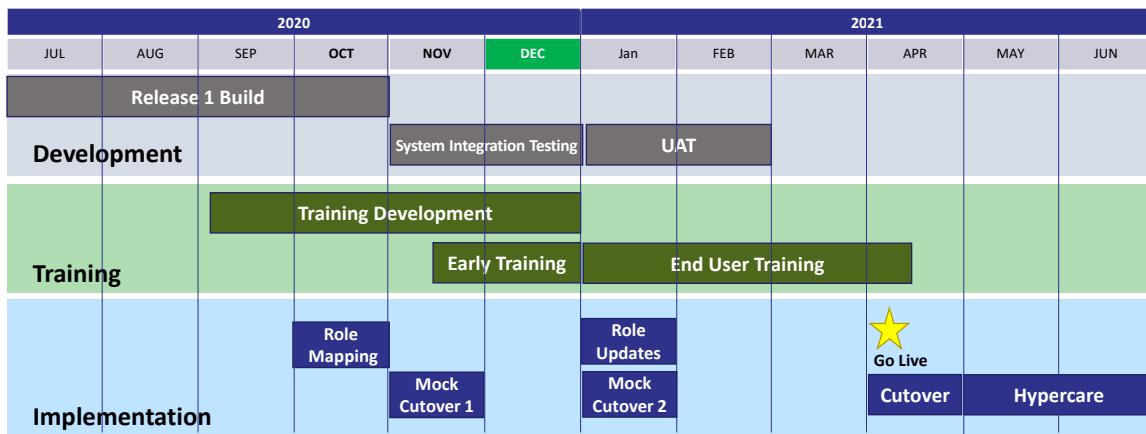 2020 2021
JUL AUG SEP OCT NOV DEC Jan FEB MAR APR MAY JUN
Release 1 Build
Development
System Integration Testing UAT
Training Development
Early Training End User Training
Training
Role
Mapping
Role
Updates
Go Live
Mock
Cutover 1
Mock
Cutover 2
Cutover Hypercare
Implementation